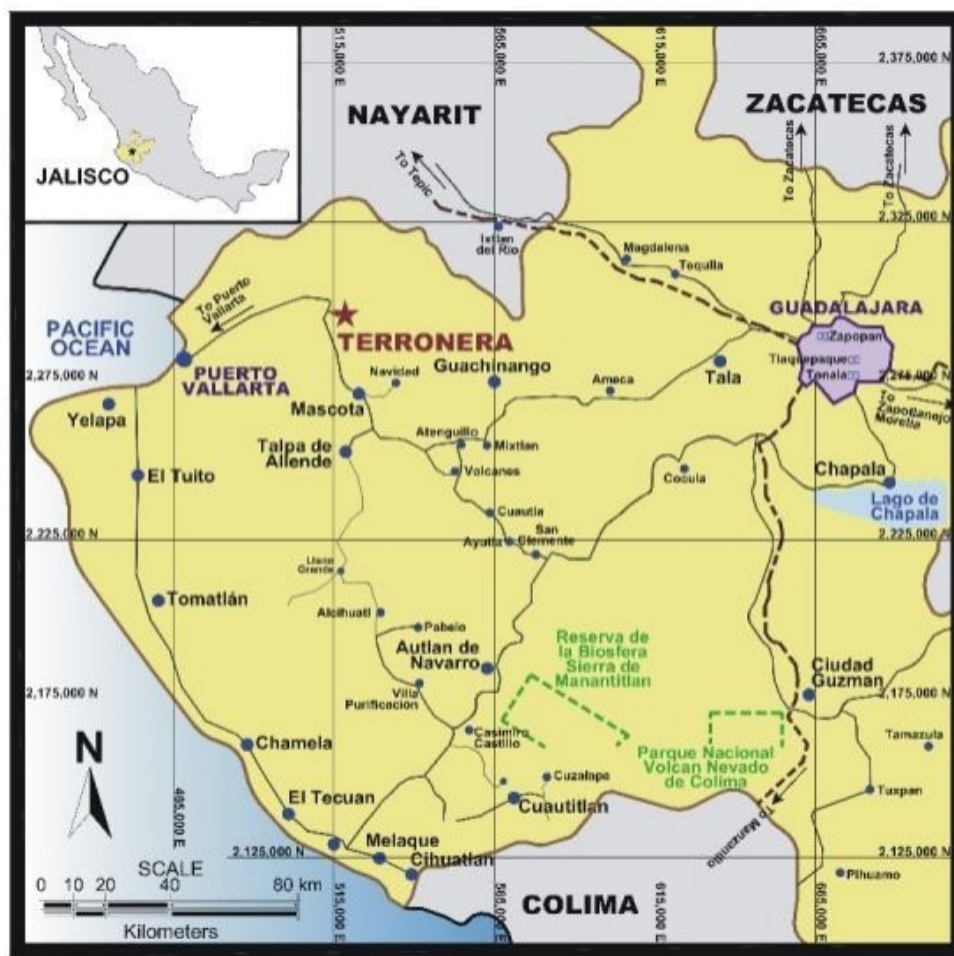 JALISCO
NAYARIT
ZACATECAS
515,000 E
565,000 E
615,000 E
665,000 E
2,375,000 N
To Tepic
To Zacatecas
To Zacatecas
2,325,000 N
Ixtlan
del Rio
Magdalena
Tequila
To Puerto
Vallarta
TERRONERA
PACIFIC
OCEAN
PUERTO
VALLARTA
GUADALAJARA
Zapopan
Tlaquepaque
Tonala
2,275,000 N
2,275,000 N
To
Zapotlanejo
Morelia
Guachinango
Navidad
Mascota
Ameca
Tala
Yelapa
Talpa de
Allende
Atenguillo
Mixtlan
Volcanes
El Tuito
Cocula
Chapala
Lago de
Chapala
Cuautla
San
Clemente
Ayutla
2,225,000 N
2,225,000 N
Llano
Grande
Tomatlán
Alcihuatl
Pabelo
Autlan de
Navarro
Reserva de
la Biosfera
Sierra de
Manantitlan
Villa
Purificación
2,175,000 N
2,175,000 N
Ciudad
Guzman
Casimiro
Castillo
Tamazula
Parque Nacional
Volcan Nevado
de Colima
N
Chamela
Cuzalapa
Tuxpan
El Tecuan
Cuautitlan
To Manzanillo
465,000 E
Melaque
Cihuatlan
2,125,000 N
2,125,000 N
Pihuamo
SCALE
0 10 20 40 80 km
Kilometers
515,000 E
565,000 E
615,000 E
665,000 E
COLIMA